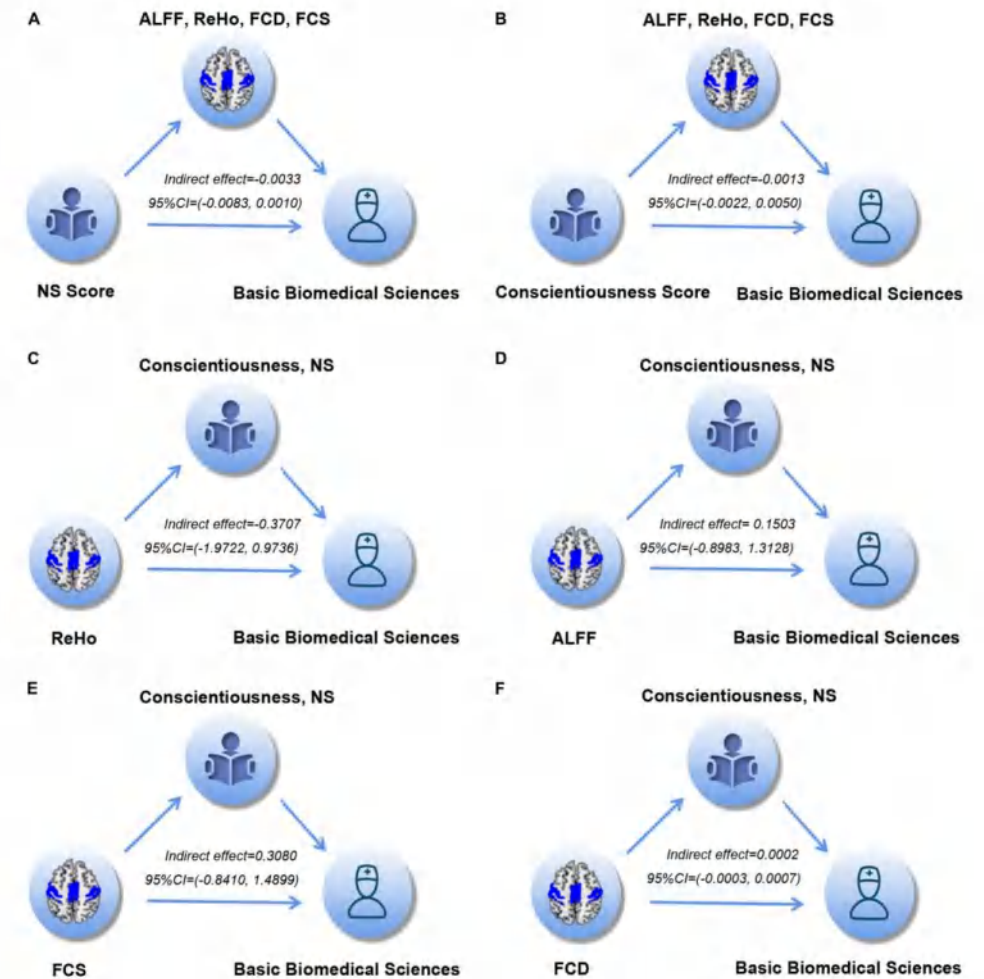 A
ALFF, ReHo, FCD, FCS
Indirect effect=-0.0033
95%CI=(-0.0083, 0.0010)
NS Score
Basic Biomedical Sciences
B
ALFF, ReHo, FCD, FCS
Indirect effect=-0.0013
95%CI=(-0.0022, 0.0050)
Conscientiousness Score
Basic Biomedical Sciences
C
Conscientiousness, NS
Indirect effect=-0.3707
95%CI=(-1.9722, 0.9736)
ReHo
Basic Biomedical Sciences
D
Conscientiousness, NS
Indirect effect= 0.1503
95%CI=(-0.8983, 1.3128)
ALFF
Basic Biomedical Sciences
E
Conscientiousness, NS
Indirect effect=0.3080
95%CI=(-0.8410, 1.4899)
FCS
Basic Biomedical Sciences
F
Conscientiousness, NS
Indirect effect=0.0002
95%CI=(-0.0003, 0.0007)
FCD
Basic Biomedical Sciences